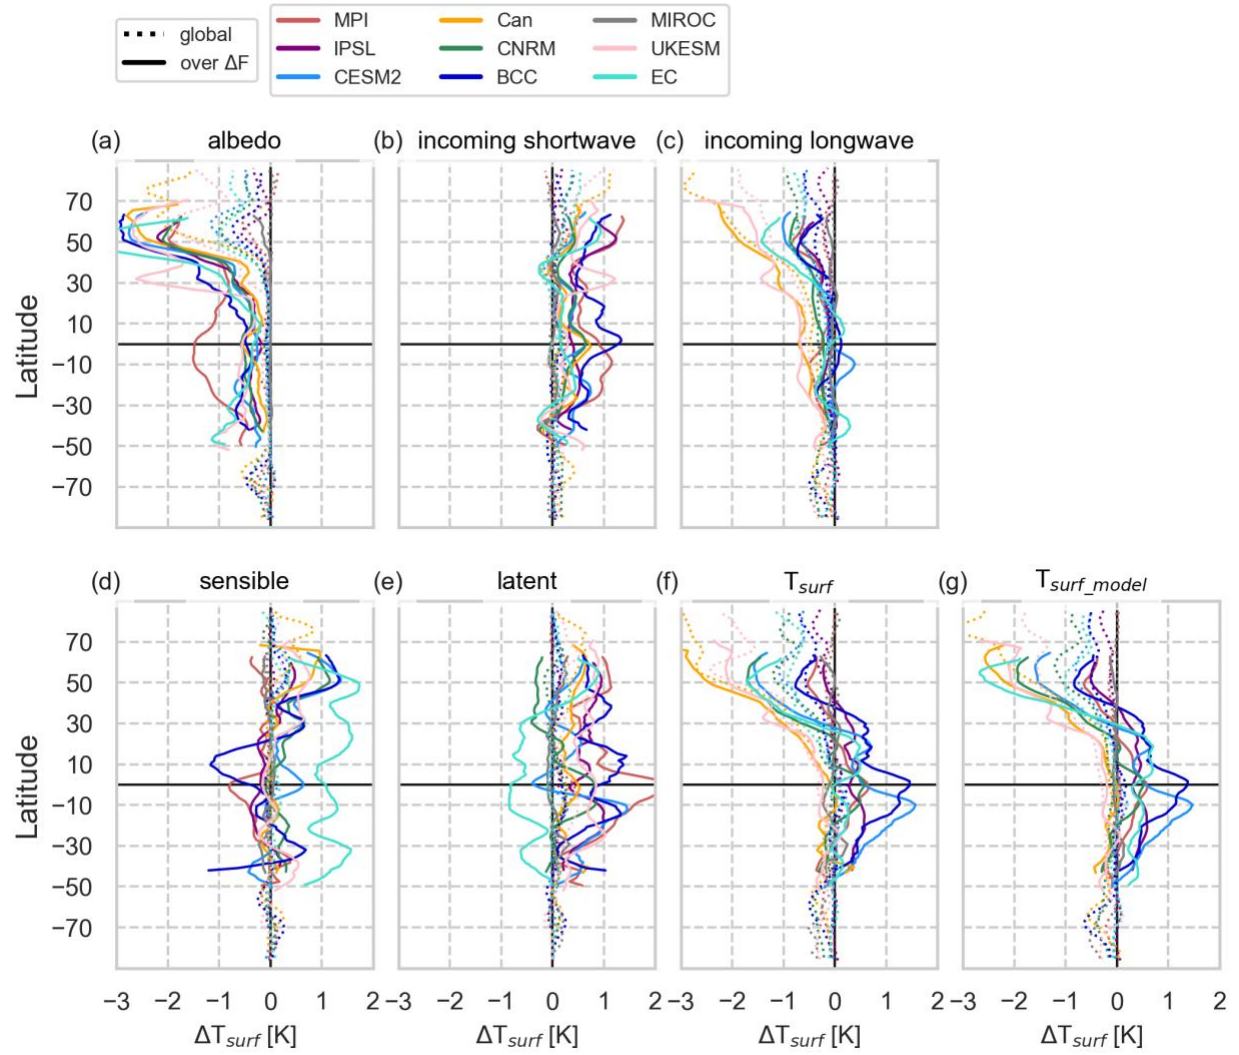 global
over ΔF
MPI
IPSL
CESM2
Can
CNRM
BCC
MIROC
UKESM
EC
(a) albedo
(b) incoming shortwave
(c) incoming longwave
Latitude
70
50
30
10
−10
−30
−50
−70
(d) sensible
(e) latent
(f) T_surf
(g) T_surf_model
Latitude
70
50
30
10
−10
−30
−50
−70
−3 −2 −1 0 1 2
−3 −2 −1 0 1 2
−3 −2 −1 0 1 2
−3 −2 −1 0 1 2
ΔT_surf [K]
ΔT_surf [K]
ΔT_surf [K]
ΔT_surf [K]